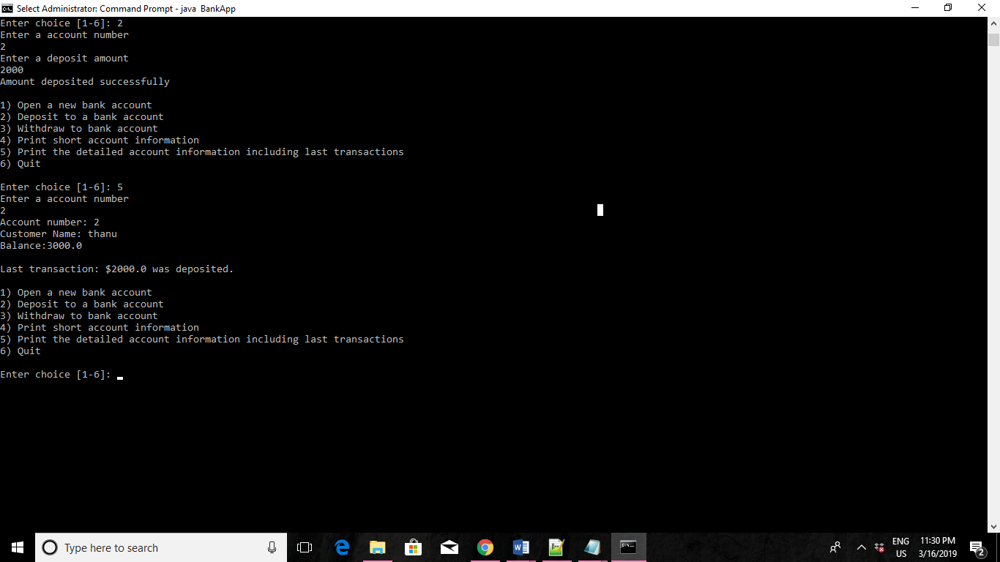 Select Administrator: Command Prompt - java  BankApp
Enter choice [1-6]: 2
Enter a account number
2
Enter a deposit amount
2000
Amount deposited successfully
1) Open a new bank account
2) Deposit to a bank account
3) Withdraw to bank account
4) Print short account information
5) Print the detailed account information including last transactions
6) Quit
Enter choice [1-6]: 5
Enter a account number
2
Account number: 2
Customer Name: thanu
Balance:3000.0
Last transaction: $2000.0 was deposited.
1) Open a new bank account
2) Deposit to a bank account
3) Withdraw to bank account
4) Print short account information
5) Print the detailed account information including last transactions
6) Quit
Enter choice [1-6]:
Type here to search
ENG
US
11:30 PM
3/16/2019
2